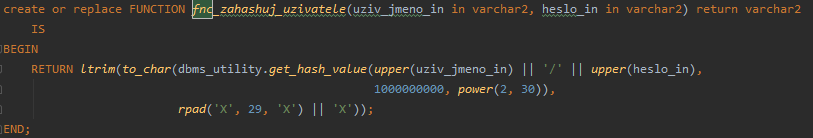 create or replace FUNCTION fnc_zahashuj_uzivatele(uziv_jmeno_in in varchar2, heslo_in in varchar2) return varchar2
IS
BEGIN
RETURN ltrim(to_char(dbms_utility.get_hash_value(upper(uziv_jmeno_in) || '/' || upper(heslo_in),
1000000000, power(2, 30)),
rpad('X', 29, 'X') || 'X'));
END;